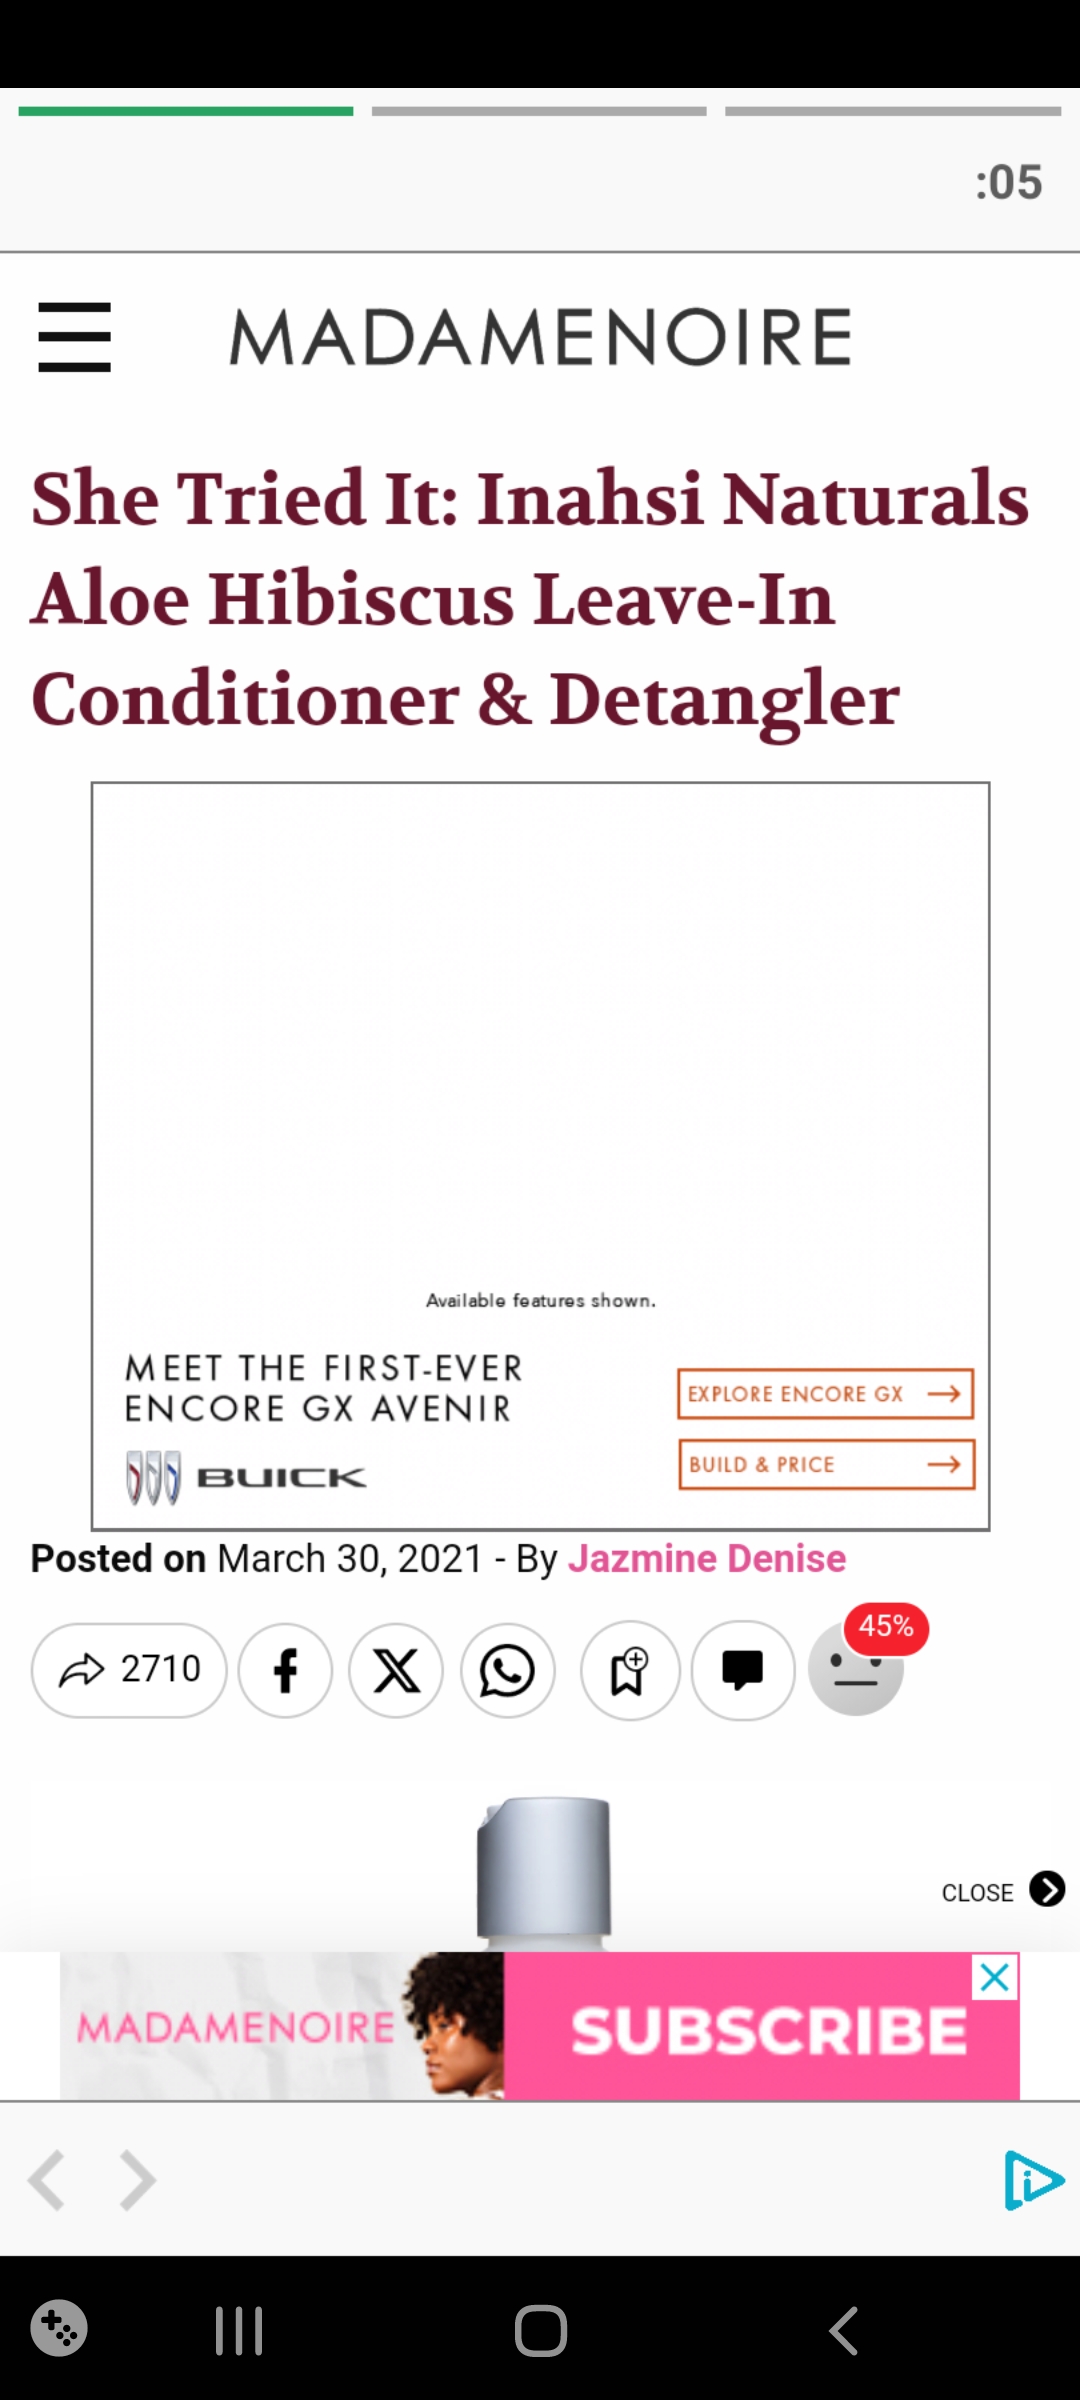 :05
MADAMENOIRE
She Tried It: Inahsi Naturals
Aloe Hibiscus Leave-In
Conditioner & Detangler
Available features shown.
MEET THE FIRST-EVER
ENCORE GX AVENIR
BUICK
EXPLORE ENCORE GX
BUILD & PRICE
Posted on March 30, 2021 - By Jazmine Denise
2710
45%
CLOSE
MADAMENOIRE
SUBSCRIBE